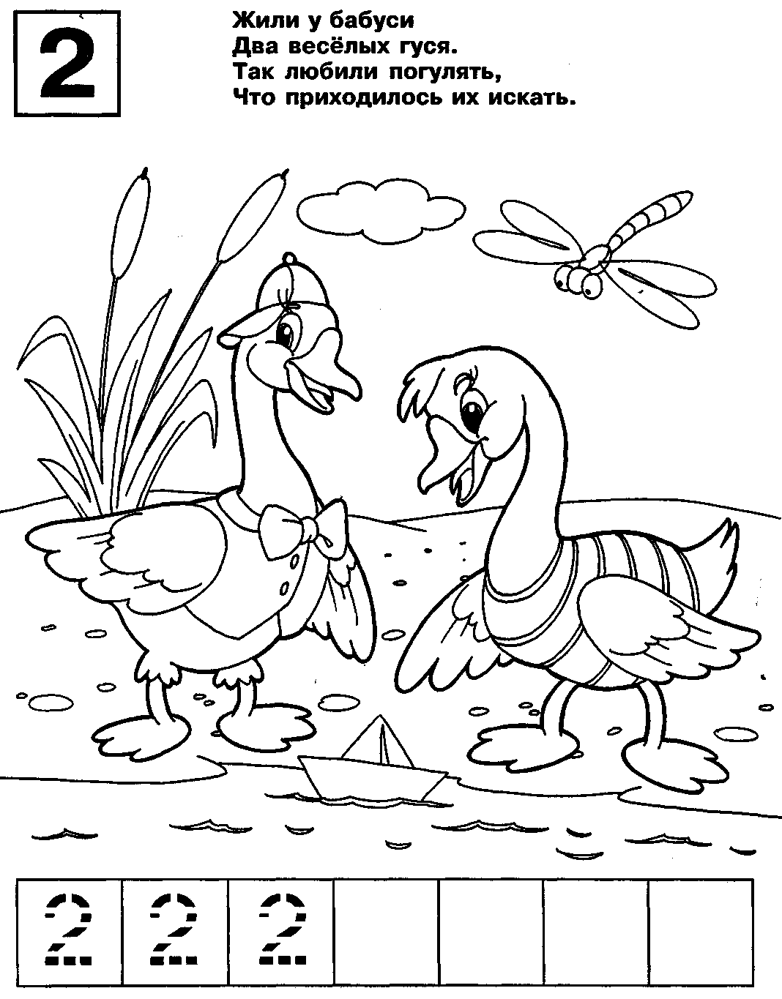 2
Жили у бабуси
Два весёлых гуся.
Так любили погулять,
Что приходилось их искать.
2 2 2